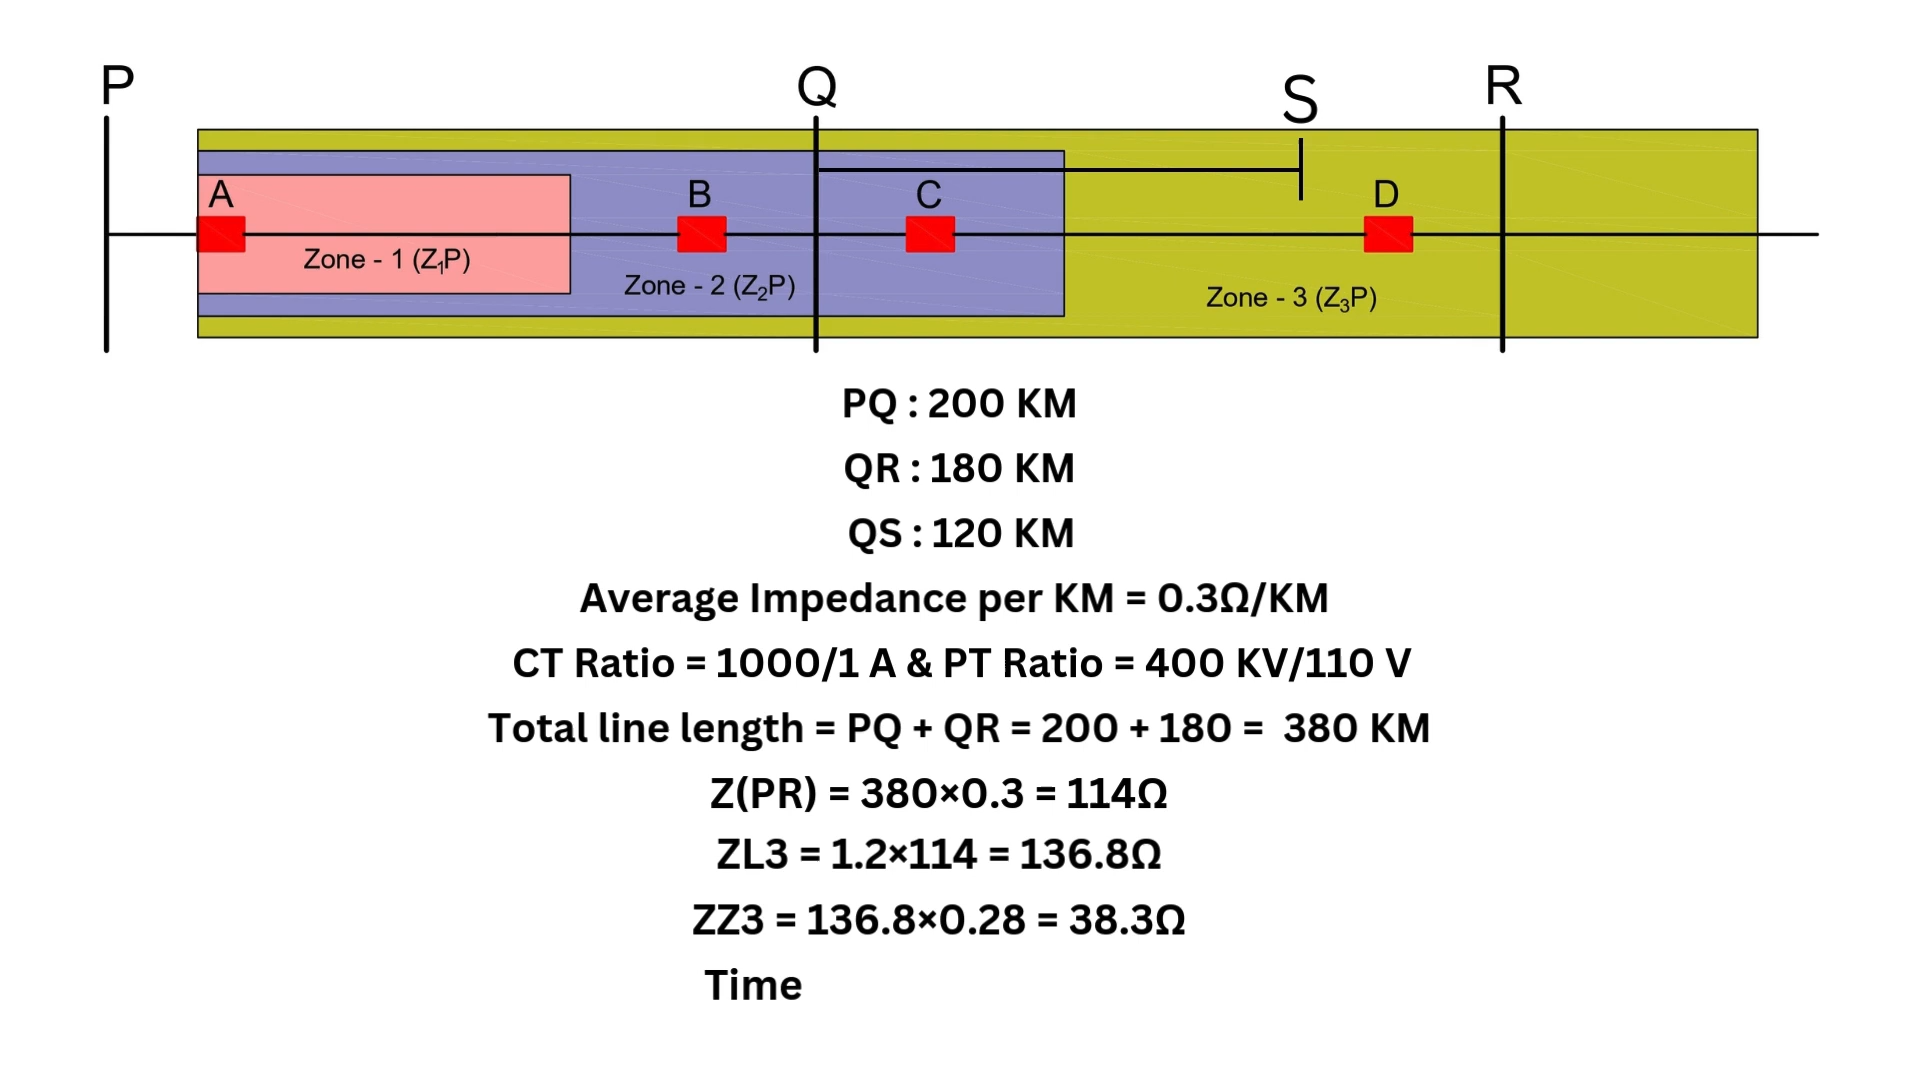 P
Q
S
R
A
B
C
D
Zone - 1 (Z₁P)
Zone - 2 (Z₂P)
Zone - 3 (Z₃P)
PQ : 200 KM
QR : 180 KM
QS : 120 KM
Average Impedance per KM = 0.3Ω/KM
CT Ratio = 1000/1 A & PT Ratio = 400 KV/110 V
Total line length = PQ + QR = 200 + 180 = 380 KM
Z(PR) = 380×0.3 = 114Ω
ZL3 = 1.2×114 = 136.8Ω
ZZ3 = 136.8×0.28 = 38.3Ω
Time